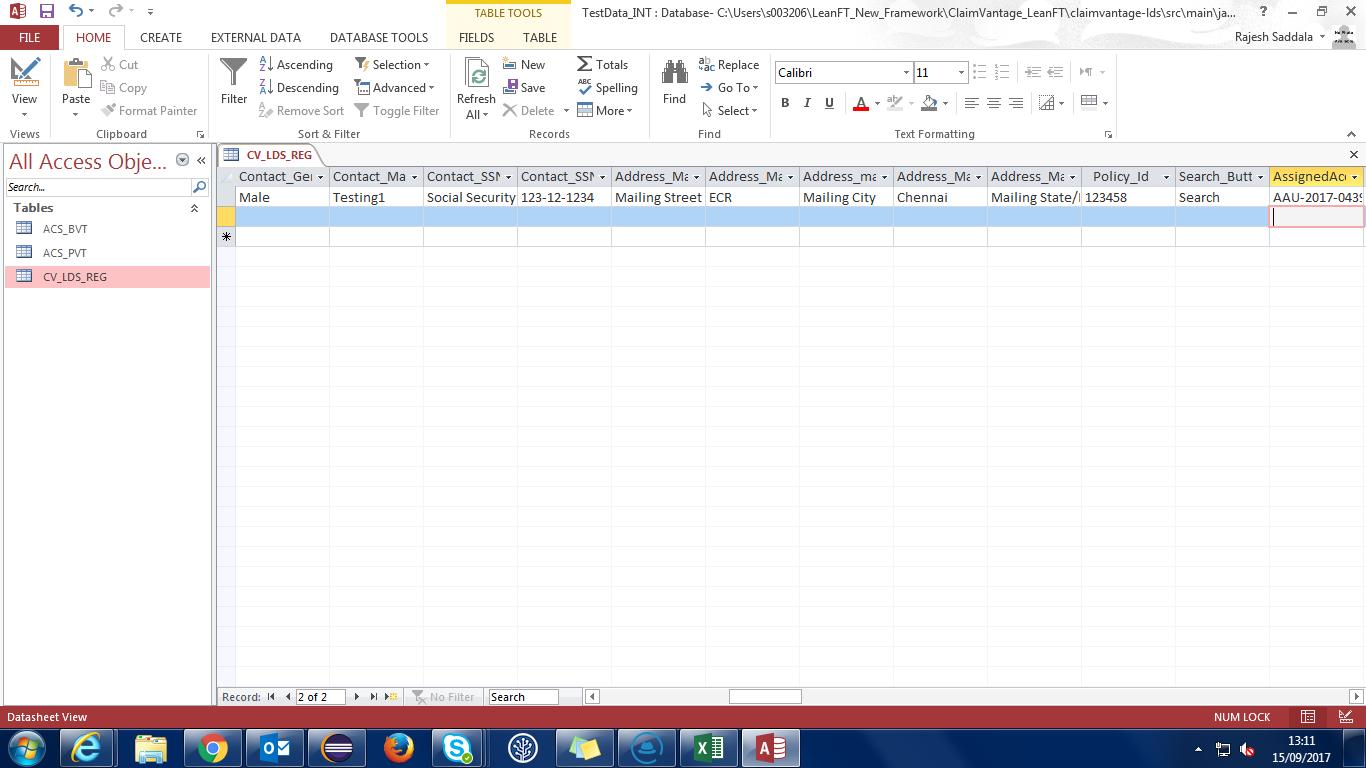 TABLE TOOLS
TestData_INT : Database- C:\Users\s003206\LeanFT_New_Framework\ClaimVantage_LeanFT\claimvantage-lds\src\main\ja...
FILE HOME CREATE EXTERNAL DATA DATABASE TOOLS FIELDS TABLE Rajesh Saddala
View
Views
Paste
Cut
Copy
Format Painter
Clipboard
Filter
Ascending
Descending
Remove Sort
Selection
Advanced
Toggle Filter
Sort & Filter
Refresh
All
New
Save
Delete
Totals
Spelling
More
Records
Find
Replace
Go To
Select
Find
Calibri 11
B I U
Text Formatting
All Access Obje...
Search...
Tables
ACS_BVT
ACS_PVT
CV_LDS_REG
CV_LDS_REG
Contact_Gei Contact_Ma Contact_SSN Contact_SSN Address_Ma Address_Ma Address_ma Address_Ma Address_Ma Policy_Id Search_Butt AssignedAcc
Male Testing1 Social Security 123-12-1234 Mailing Street ECR Mailing City Chennai Mailing State/ 123458 Search AAU-2017-0439
Record: 2 of 2 No Filter Search
Datasheet View NUM LOCK
13:11
15/09/2017